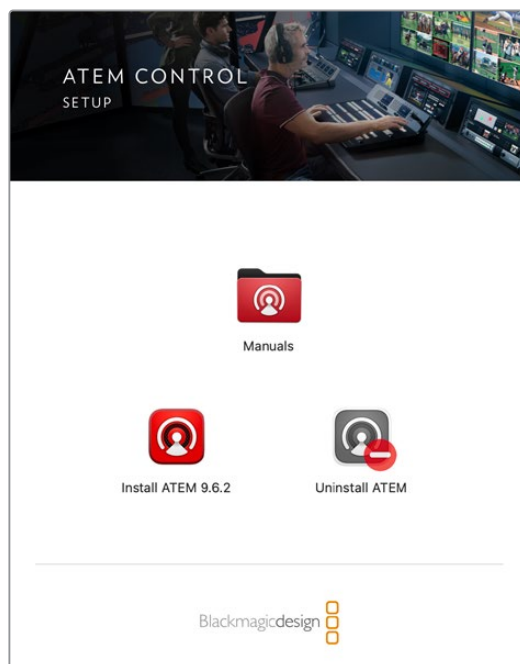 ATEM CONTROL
SETUP
Manuals
Install ATEM 9.6.2
Uninstall ATEM
Blackmagicdesign